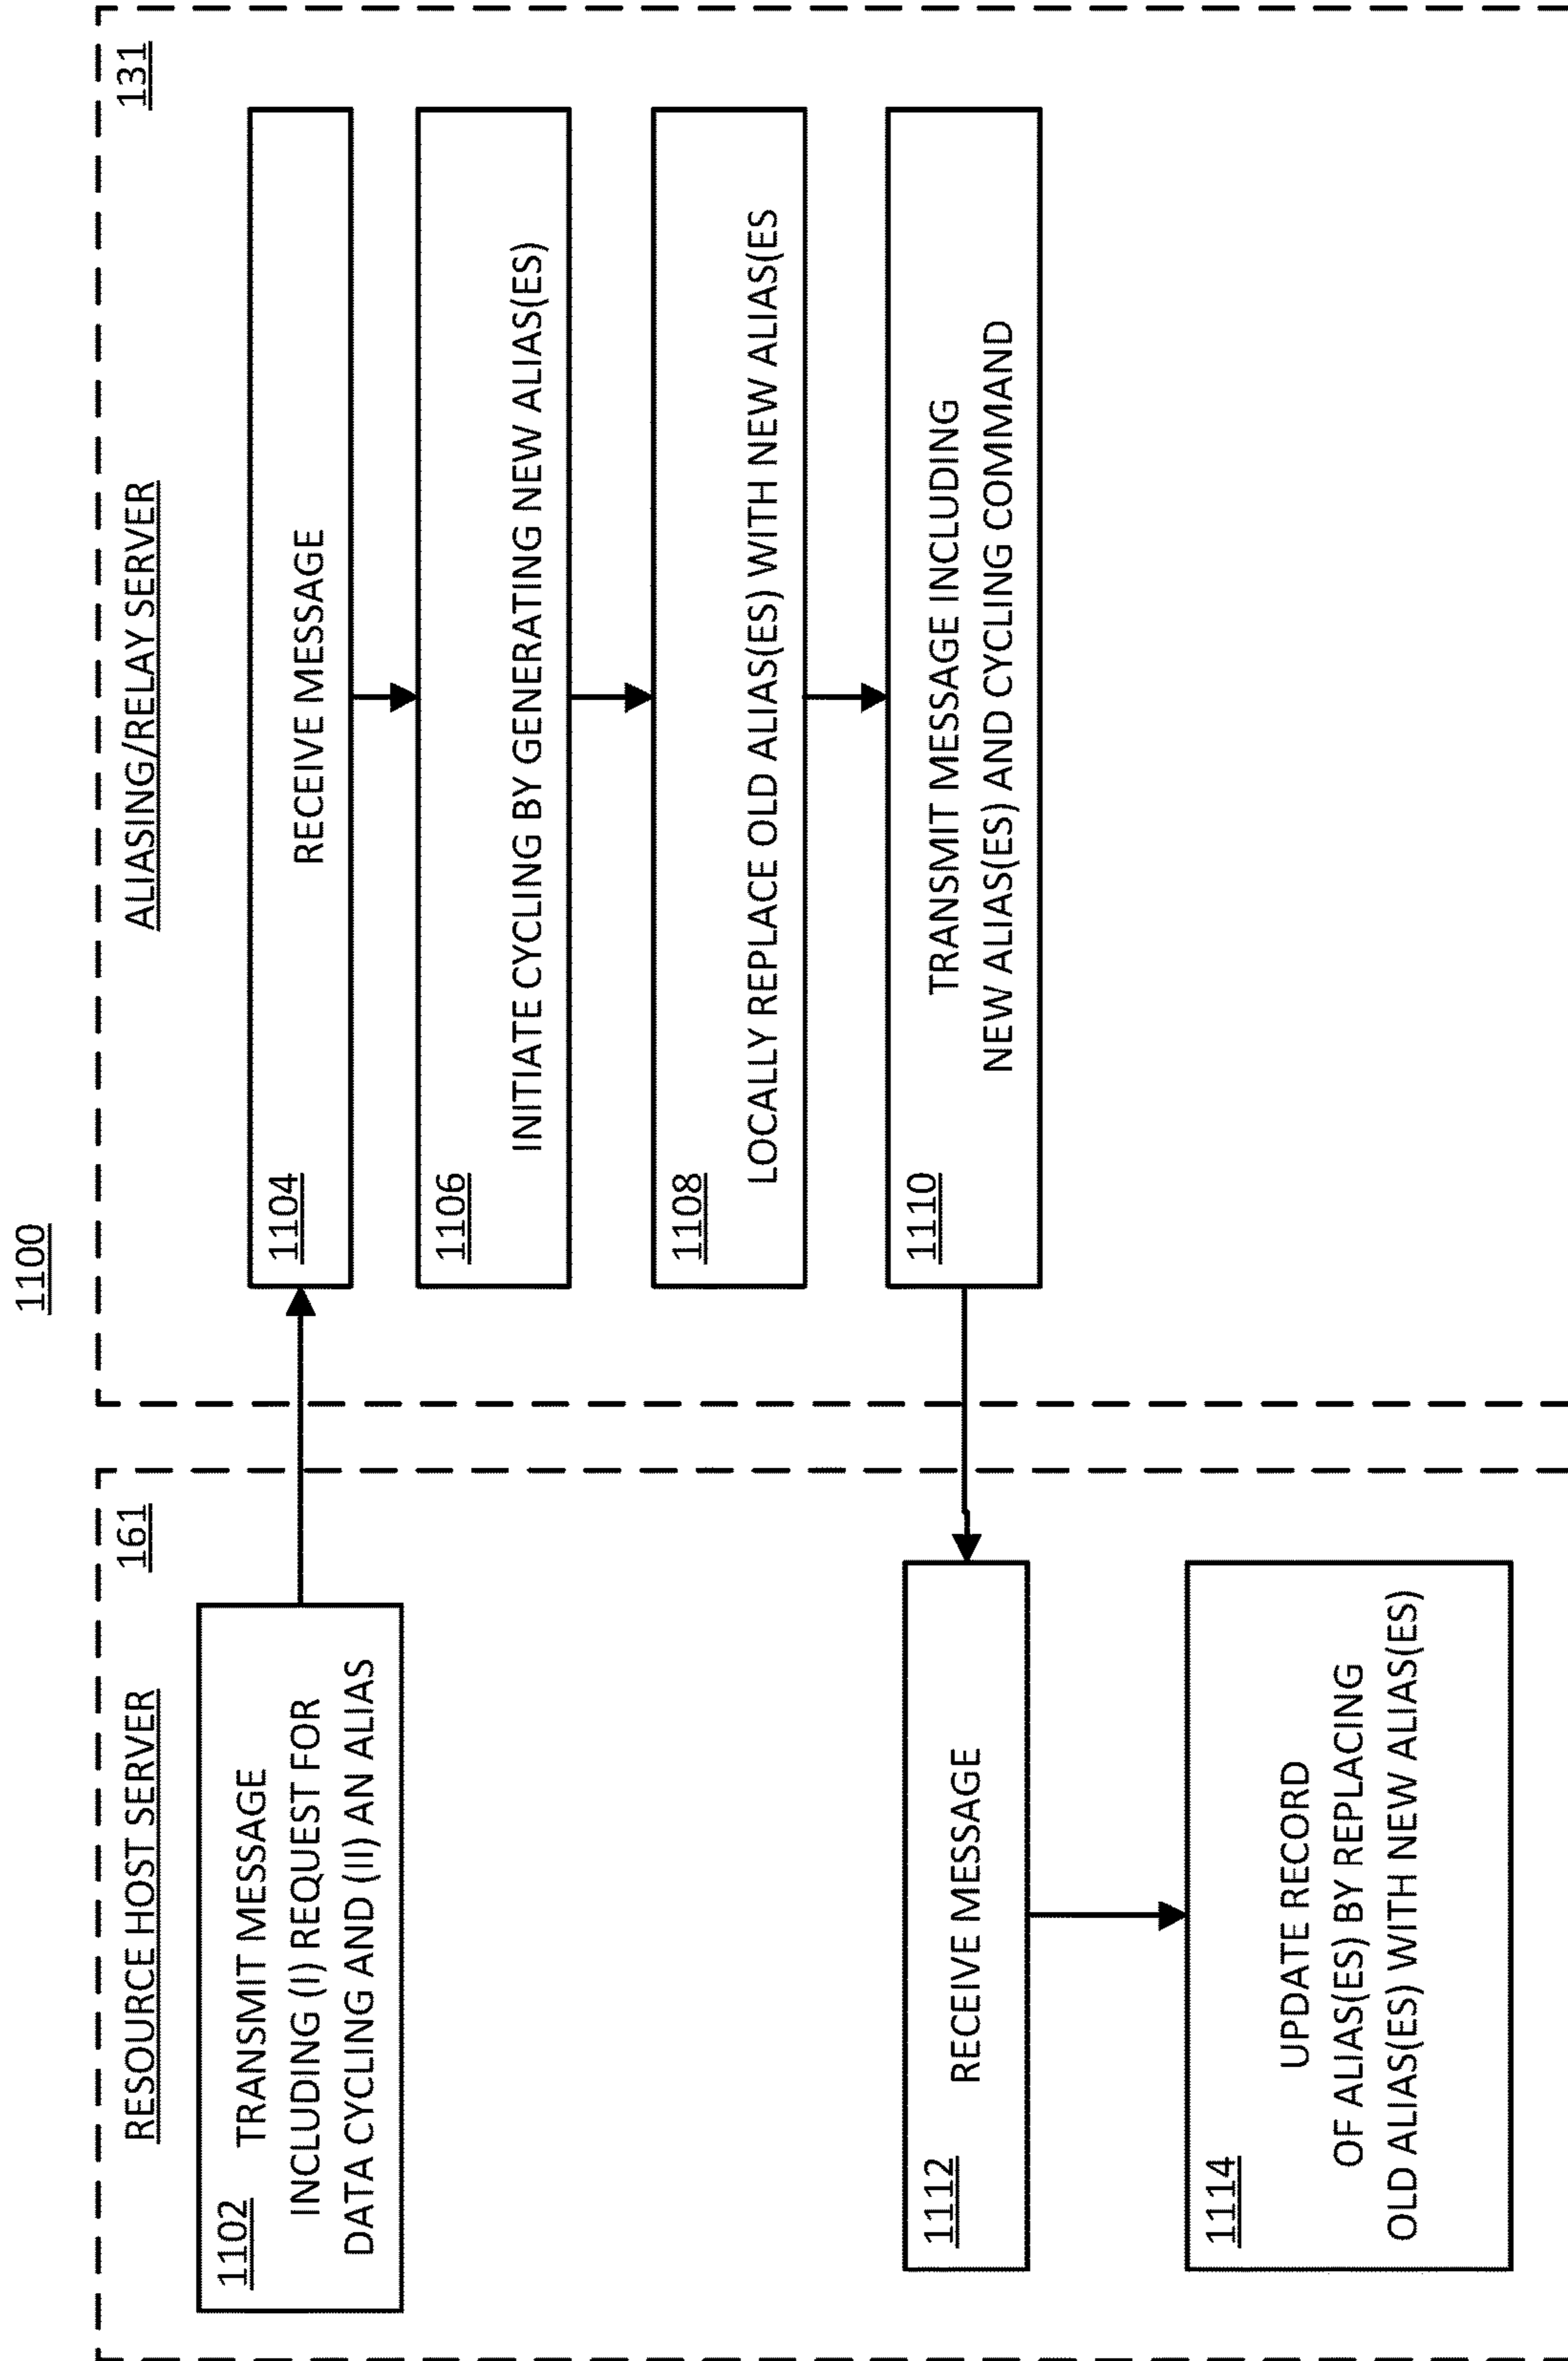 1100
RESOURCE HOST SERVER
161
1102
TRANSMIT MESSAGE
INCLUDING (I) REQUEST FOR
DATA CYCLING AND (II) AN ALIAS
1112
RECEIVE MESSAGE
1114
UPDATE RECORD
OF ALIAS(ES) BY REPLACING
OLD ALIAS(ES) WITH NEW ALIAS(ES)
ALIASING/RELAY SERVER
131
1104
RECEIVE MESSAGE
1106
INITIATE CYCLING BY GENERATING NEW ALIAS(ES)
1108
LOCALLY REPLACE OLD ALIAS(ES) WITH NEW ALIAS(ES
1110
TRANSMIT MESSAGE INCLUDING
NEW ALIAS(ES) AND CYCLING COMMAND